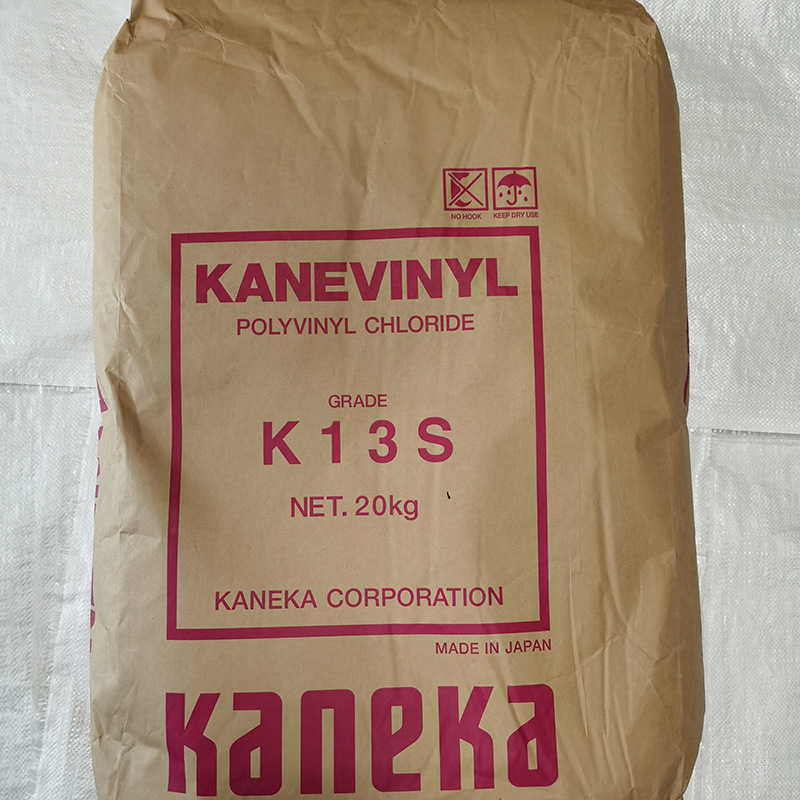 NO HOOK KEEP DRY USE
KANEVINYL
POLYVINYL CHLORIDE
GRADE
K13S
NET. 20kg
KANEKA CORPORATION
MADE IN JAPAN
Kaneka